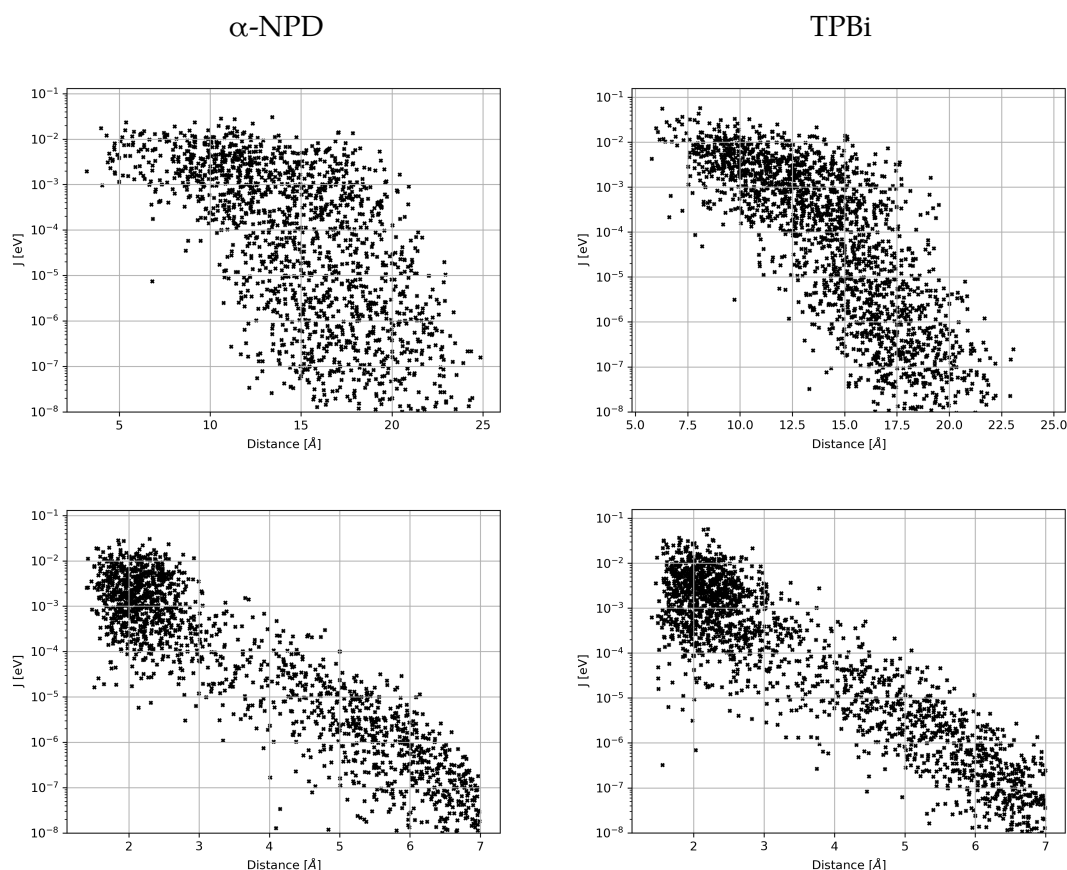 α-NPD TPBi
10⁻¹ 10⁻¹
10⁻² 10⁻²
10⁻³ 10⁻³
10⁻⁴ 10⁻⁴
J [eV] J [eV]
10⁻⁵ 10⁻⁵
10⁻⁶ 10⁻⁶
10⁻⁷ 10⁻⁷
10⁻⁸ 10⁻⁸
5 10 15 20 25 5.0 7.5 10.0 12.5 15.0 17.5 20.0 22.5 25.0
Distance [Å] Distance [Å]
10⁻¹ 10⁻¹
10⁻² 10⁻²
10⁻³ 10⁻³
10⁻⁴ 10⁻⁴
J [eV] J [eV]
10⁻⁵ 10⁻⁵
10⁻⁶ 10⁻⁶
10⁻⁷ 10⁻⁷
10⁻⁸ 10⁻⁸
2 3 4 5 6 7 2 3 4 5 6 7
Distance [Å] Distance [Å]